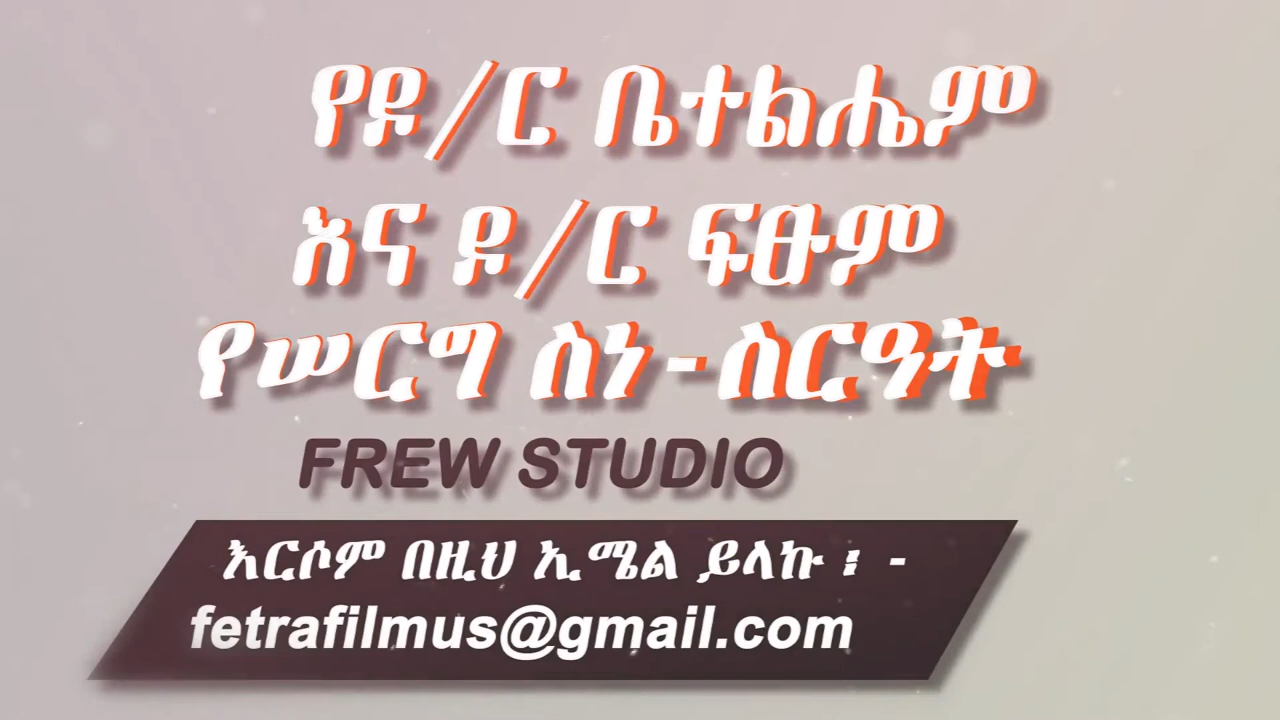 የዶ/ር ቤተልሔም
እና ዶ/ር ፍፁም
የሠርግ ስነ-ስርዓት
FREW STUDIO
እርሶም በዚህ ኢሜል ይላኩ ፥ -
fetrafilmus@gmail.com